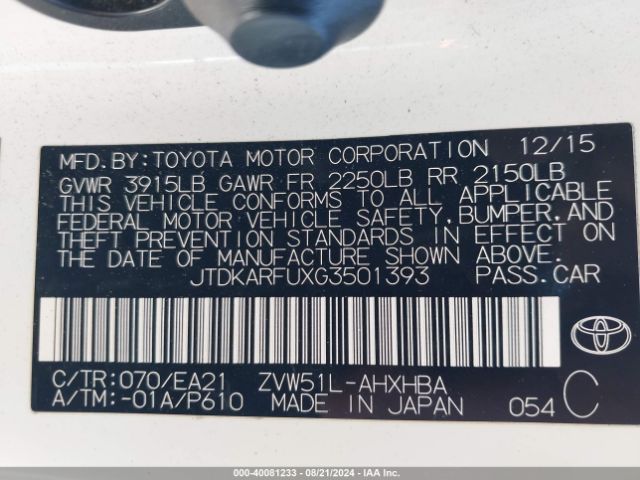 MFD. BY: TOYOTA MOTOR CORPORATION 12/15
GVWR 3915LB GAWR FR 2250LB RR 2150LB
THIS VEHICLE CONFORMS TO ALL APPLICABLE
FEDERAL MOTOR VEHICLE SAFETY, BUMPER, AND
THEFT PREVENTION STANDARDS IN EFFECT ON
THE DATE OF MANUFACTURE SHOWN ABOVE.
JTDKARFUXG3501393 PASS. CAR
C/TR: 070/EA21 ZVW51L-AHXHBA
A/TM: -01A/P610 MADE IN JAPAN 054 C
000-40081233 - 08/21/2024 - IAAI.COM